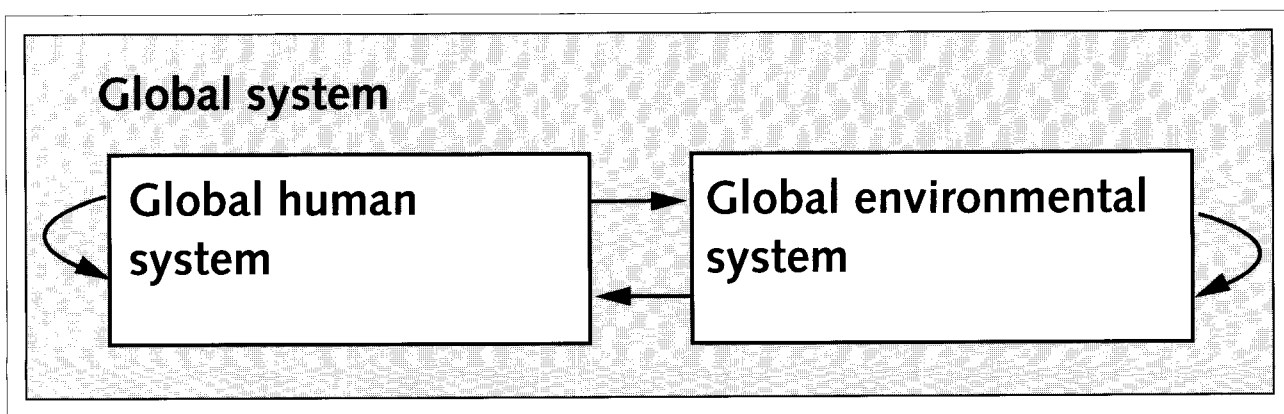 Global system
Global human
system
Global environmental
system